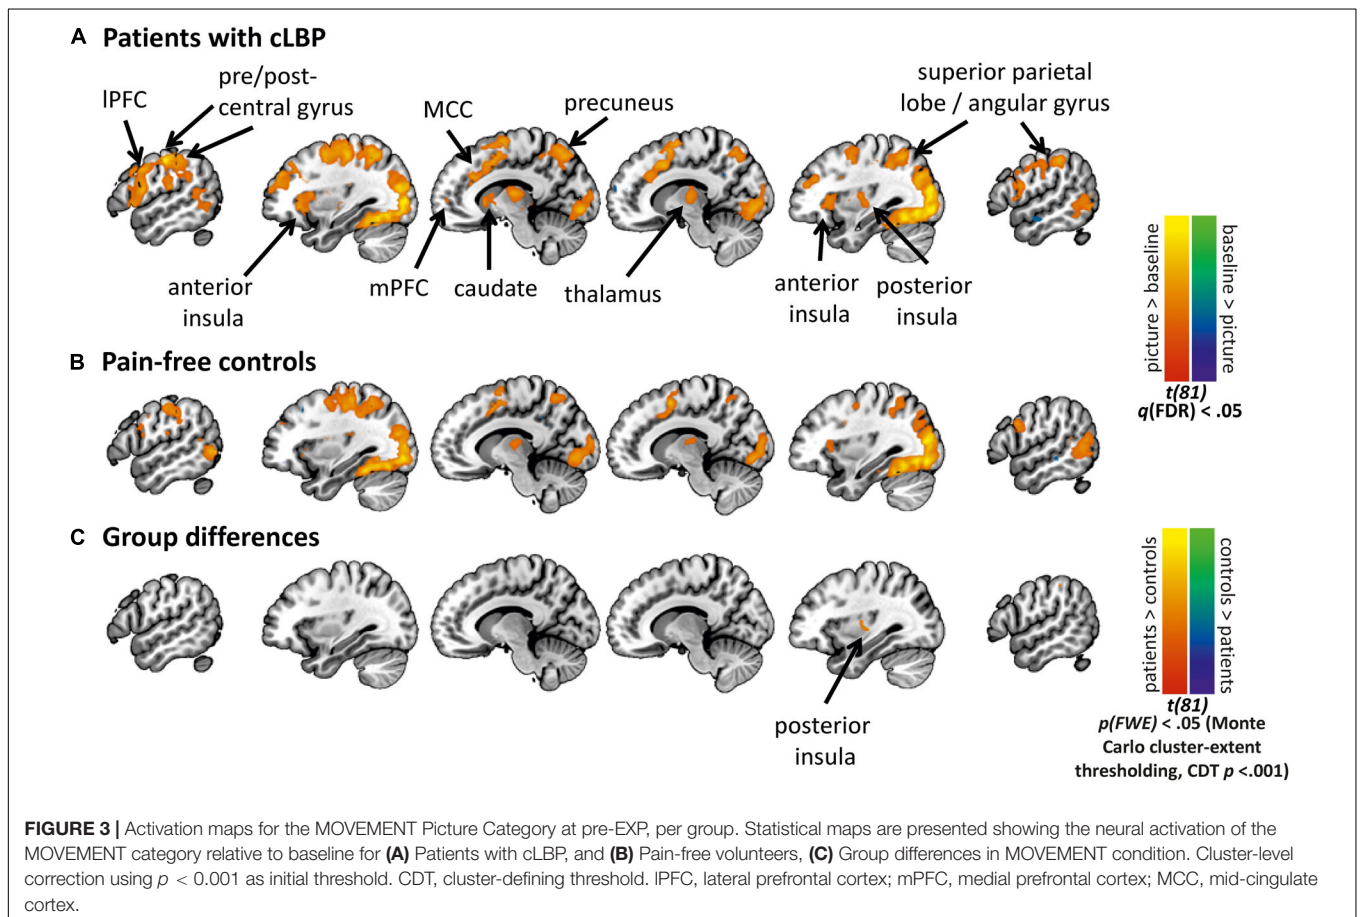 A Patients with cLBP
lPFC
pre/post-
central gyrus
MCC
precuneus
superior parietal
lobe / angular gyrus
anterior
insula
mPFC
caudate
thalamus
anterior
insula
posterior
insula
picture > baseline
baseline > picture
t(81)
q(FDR) < .05
B Pain-free controls
C Group differences
posterior
insula
patients > controls
controls > patients
t(81)
p(FWE) < .05 (Monte
Carlo cluster-extent
thresholding, CDT p <.001)
FIGURE 3 | Activation maps for the MOVEMENT Picture Category at pre-EXP, per group. Statistical maps are presented showing the neural activation of the
MOVEMENT category relative to baseline for (A) Patients with cLBP, and (B) Pain-free volunteers, (C) Group differences in MOVEMENT condition. Cluster-level
correction using p < 0.001 as initial threshold. CDT, cluster-defining threshold. lPFC, lateral prefrontal cortex; mPFC, medial prefrontal cortex; MCC, mid-cingulate
cortex.